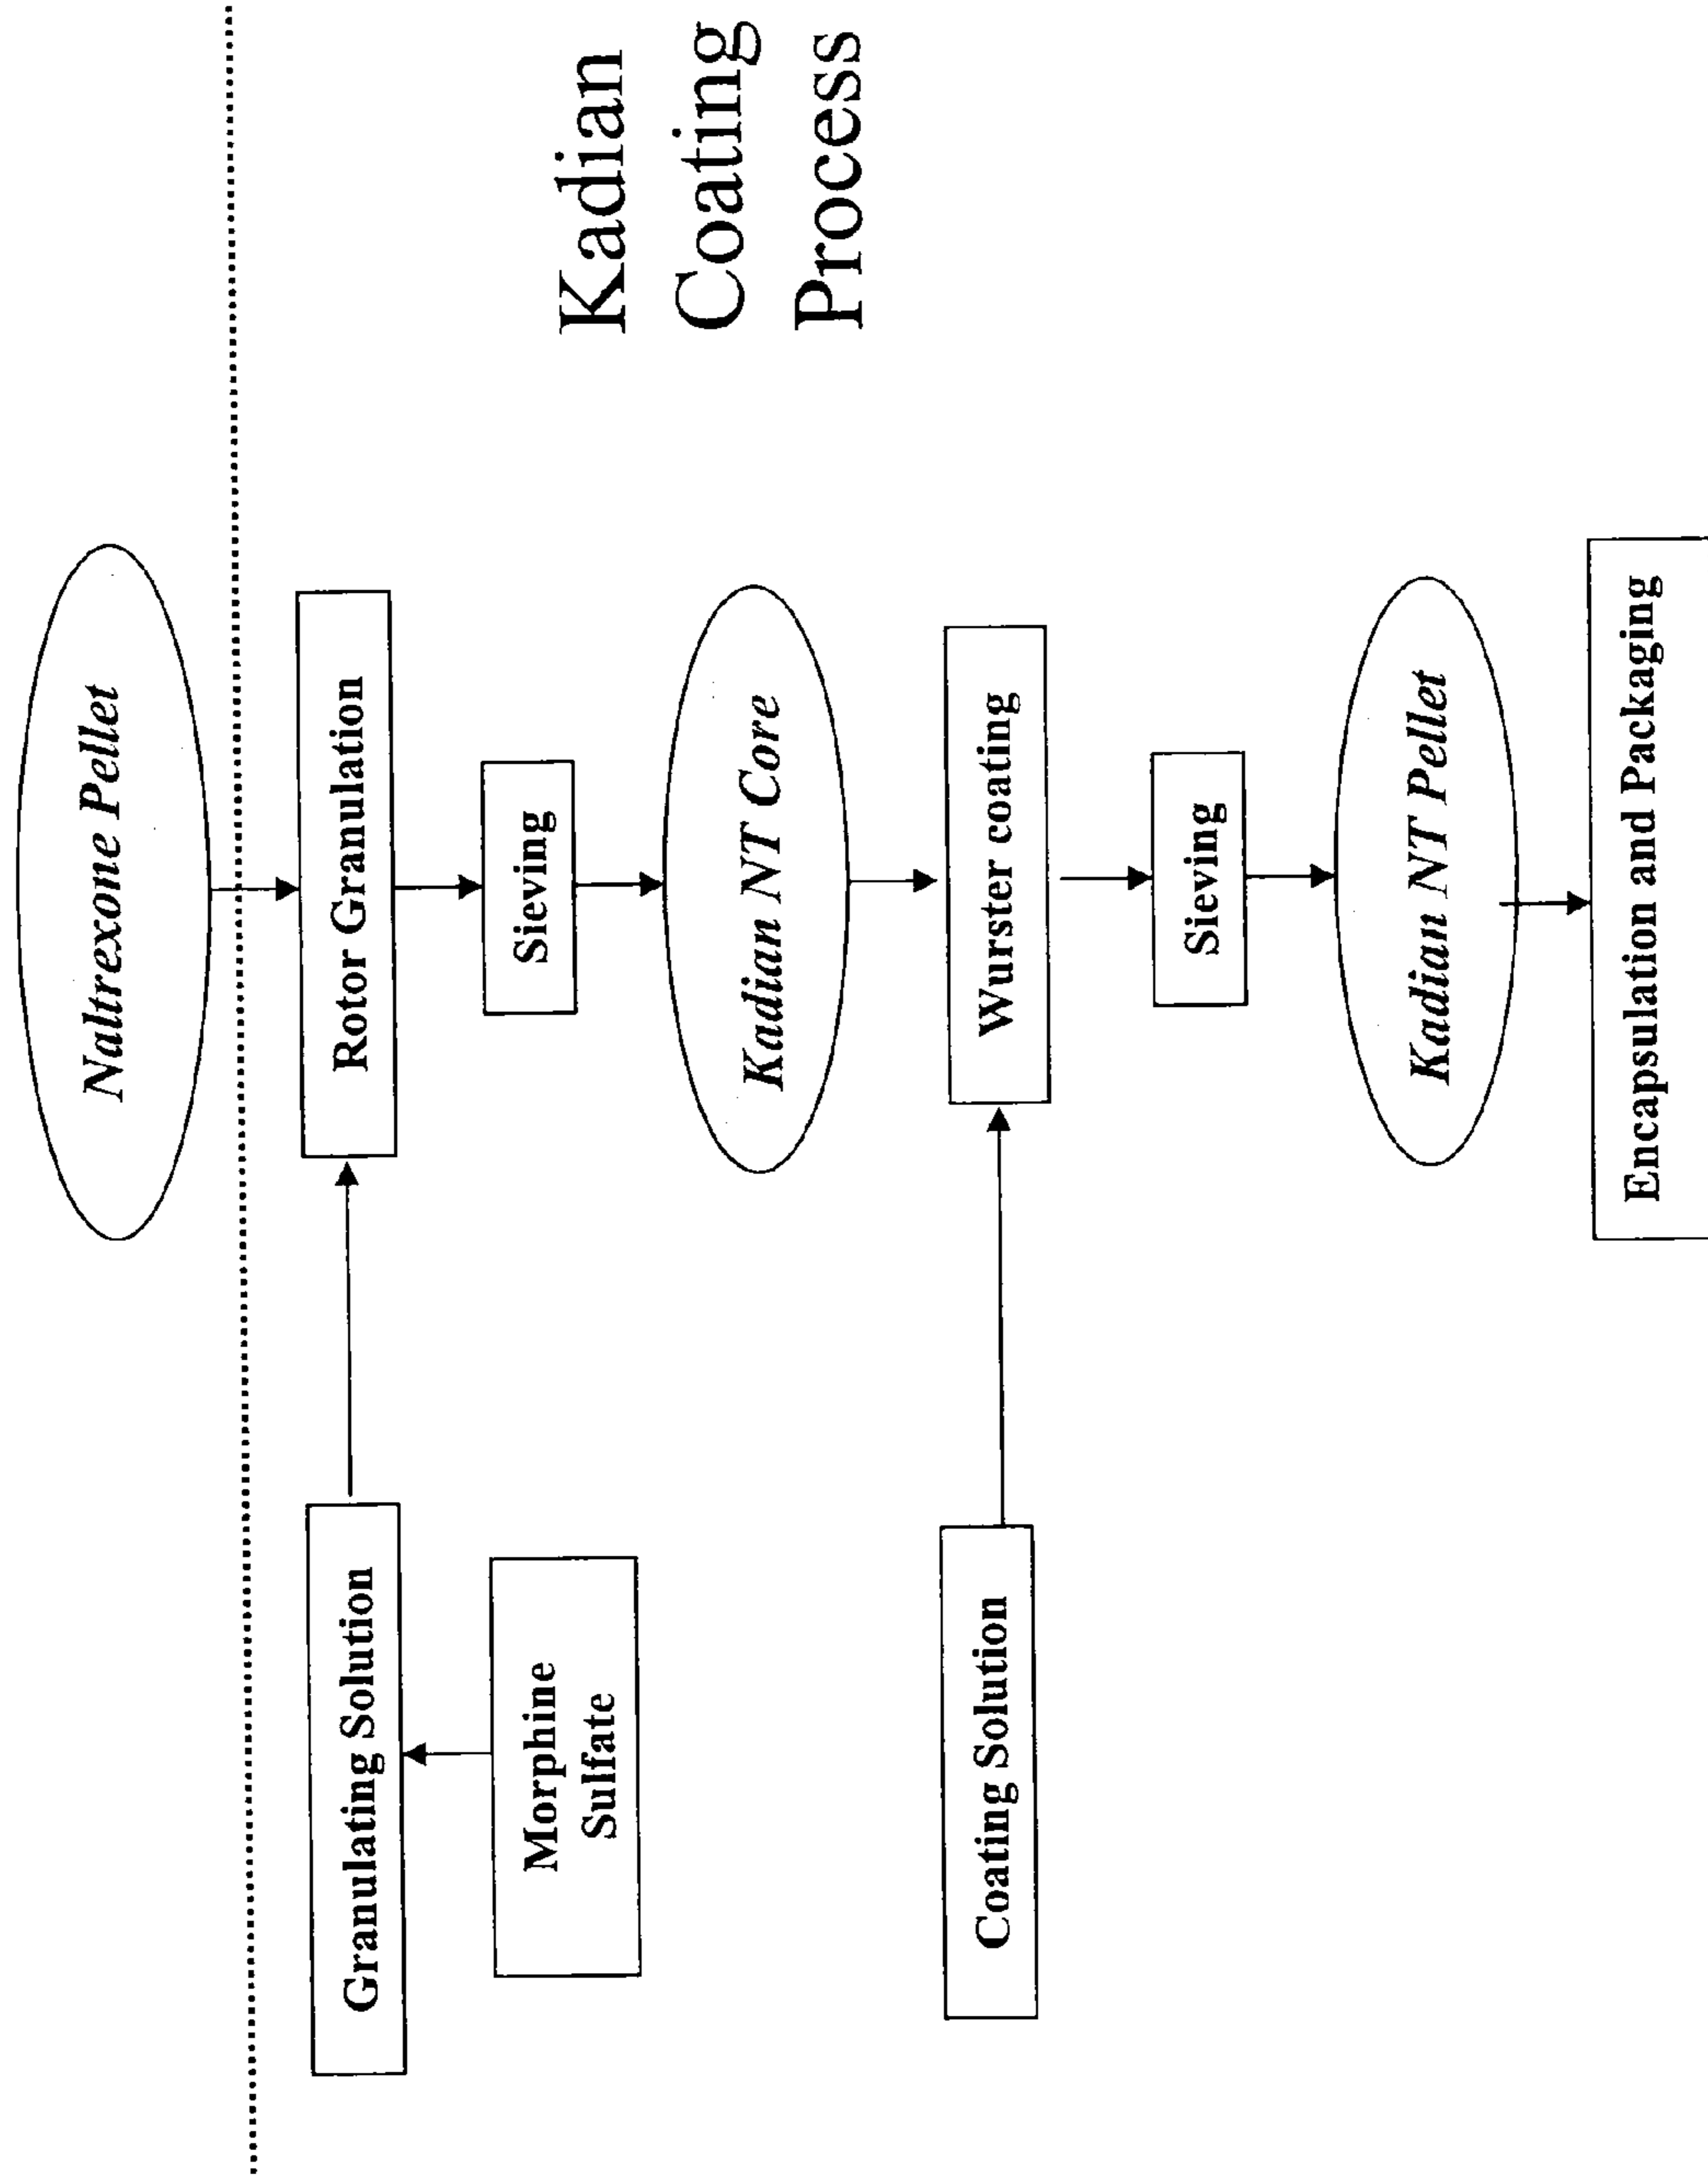 Naltrexone Pellet
Granulating Solution
Rotor Granulation
Morphine
Sulfate
Sieving
Kadian
Coating
Process
Kadian NT Core
Coating Solution
Wurster coating
Sieving
Kadian NT Pellet
Encapsulation and Packaging